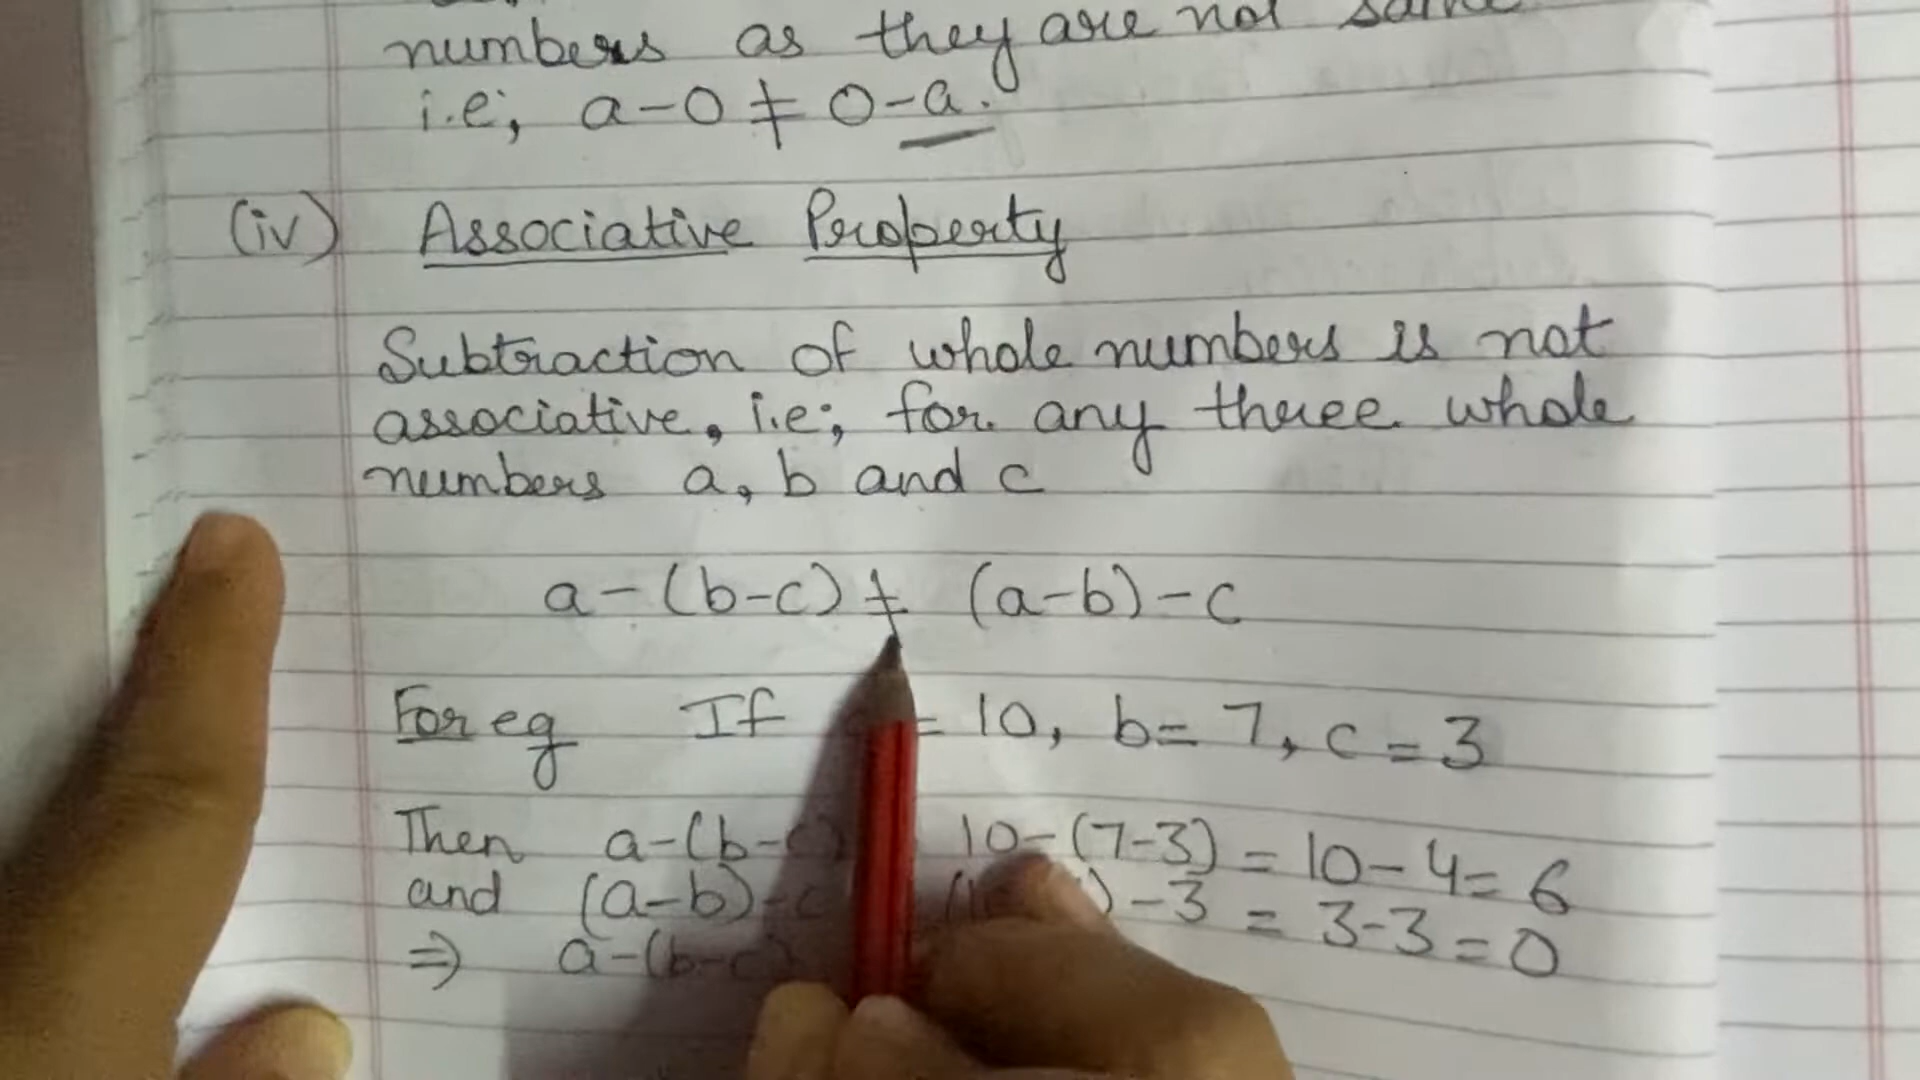 numbers as they are not same
i.e; a-0 ≠ 0-a.
(iv) Associative Property
Subtraction of whole numbers is not
associative, i.e; for any three whole
numbers a, b and c
a-(b-c) ≠ (a-b)-c
For eg If = 10, b= 7, c = 3
Then a-(b-c) 10-(7-3) = 10-4= 6
and (a-b)-c )-3 = 3-3=0
⇒ a-(b-c)